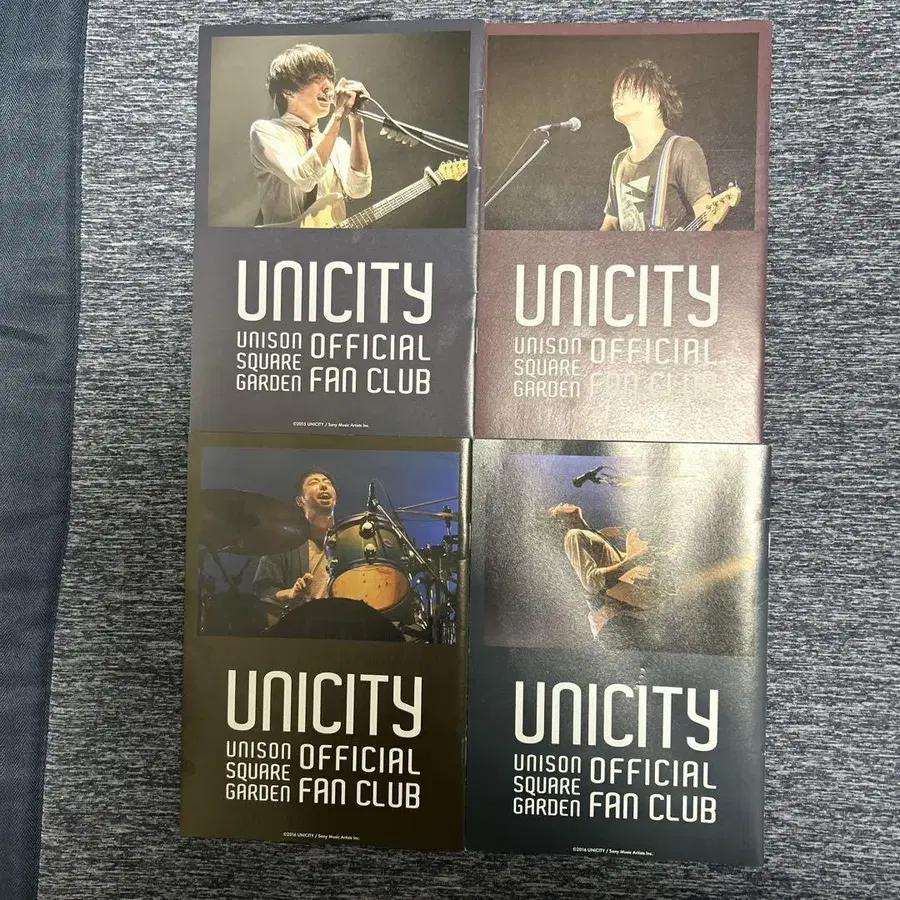 UNICITY
UNISON
SQUARE
GARDEN
OFFICIAL
FAN CLUB
©2015 UNICITY / Sony Music Artists Inc.
UNICITY
UNISON
SQUARE
GARDEN
OFFICIAL
FAN CLUB
UNICITY
UNISON
SQUARE
GARDEN
OFFICIAL
FAN CLUB
©2016 UNICITY / Sony Music Artists Inc.
UNICITY
UNISON
SQUARE
GARDEN
OFFICIAL
FAN CLUB
©2016 UNICITY / Sony Music Artists Inc.